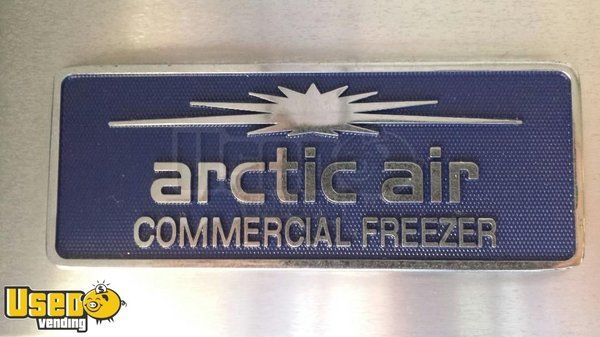 arctic air
COMMERCIAL FREEZER
USED
vending